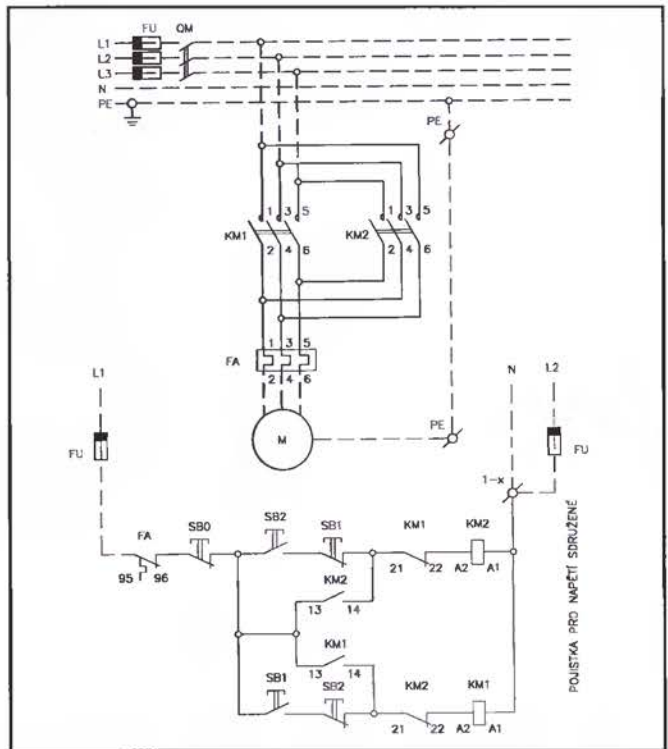 FU QM
L1
L2
L3
N
PE
PE
1 3 5
1 3 5
KM1
KM2
2 4 6
2 4 6
1 3 5
FA
2 4 6
L1
N L2
M
PE
FU
FU
1-x
FA SB0 SB2 SB1 KM1 KM2
95 96
21 22 A2 A1
KM2
13 14
KM1
13 14
SB1 SB2 KM2 KM1
21 22 A2 A1
POJISTKA PRO NAPĚTÍ SDRUŽENÉ